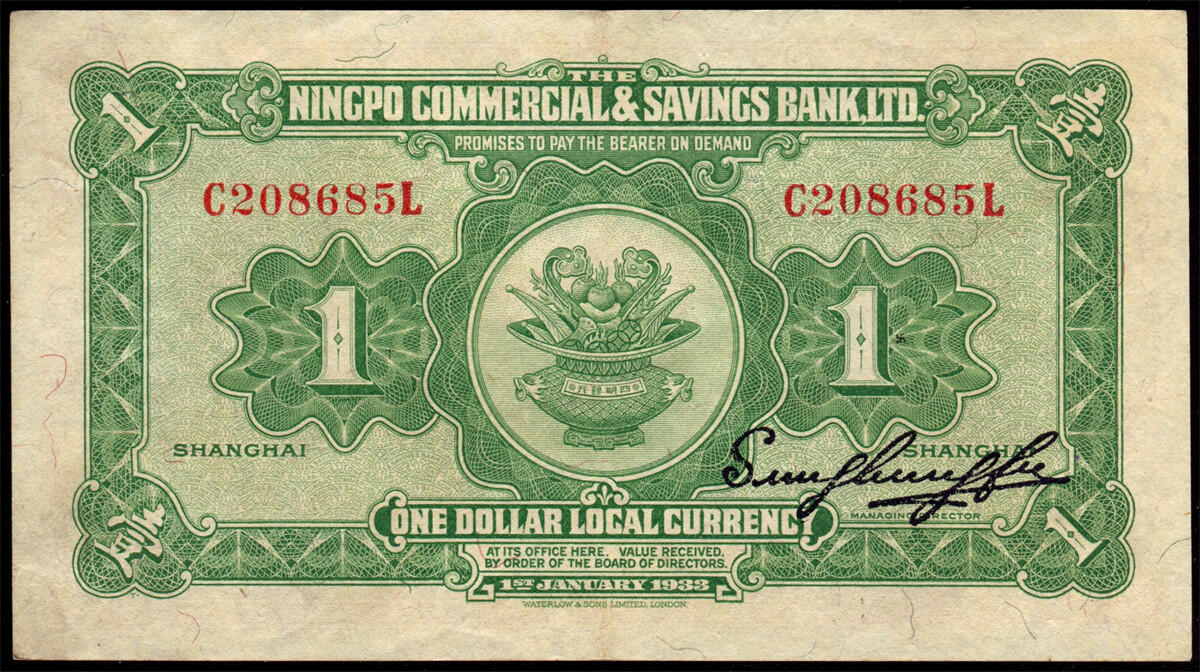 1
THE
NINGPO COMMERCIAL & SAVINGS BANK, LTD.
PROMISES TO PAY THE BEARER ON DEMAND
C208685L
C208685L
1
1
SHANGHAI
SHANGHAI
MANAGING DIRECTOR
ONE DOLLAR LOCAL CURRENCY
1
AT ITS OFFICE HERE. VALUE RECEIVED.
BY ORDER OF THE BOARD OF DIRECTORS.
1ST JANUARY 1933
WATERLOW & SONS LIMITED, LONDON.